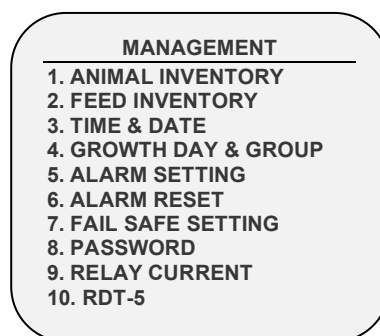 MANAGEMENT
1. ANIMAL INVENTORY
2. FEED INVENTORY
3. TIME & DATE
4. GROWTH DAY & GROUP
5. ALARM SETTING
6. ALARM RESET
7. FAIL SAFE SETTING
8. PASSWORD
9. RELAY CURRENT
10. RDT-5